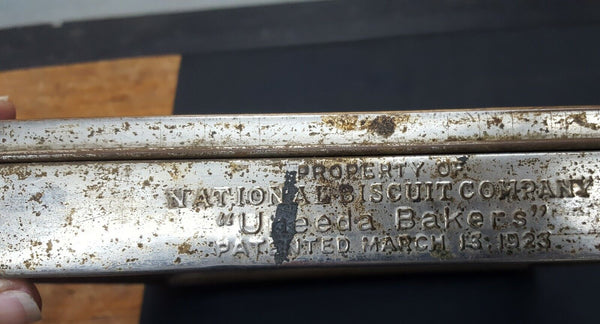 PROPERTY OF
NATIONAL BISCUIT COMPANY
"Uneeda Bakers"
PATENTED MARCH 13. 1923